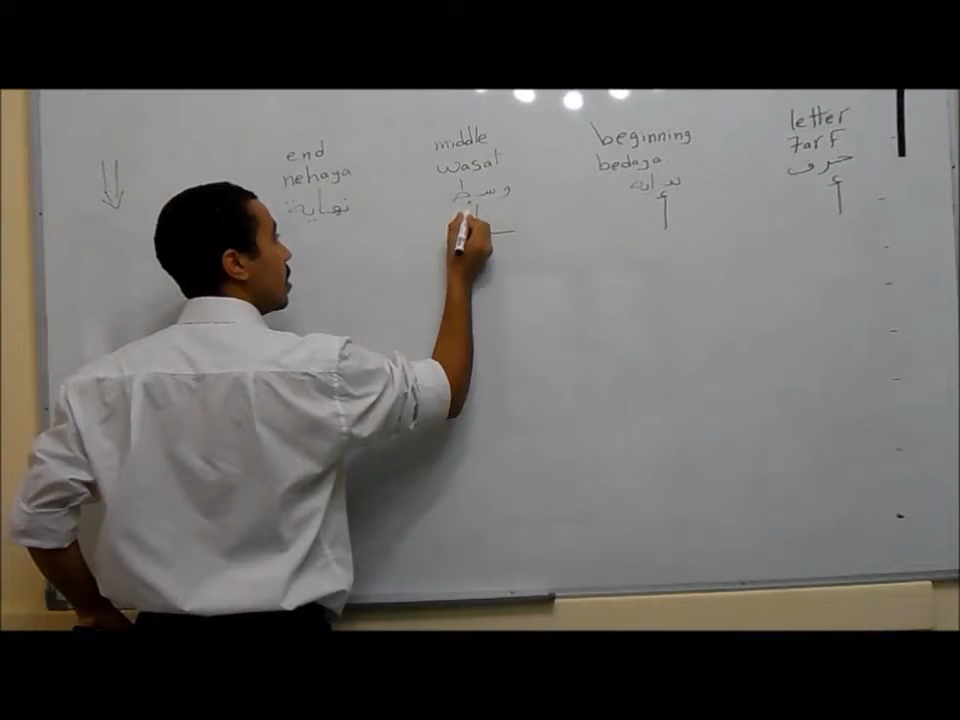 letter
7arf
حرف
أ
beginning
bedaya
بداية
أ
middle
wasat
وسط
end
nehaya
نهاية